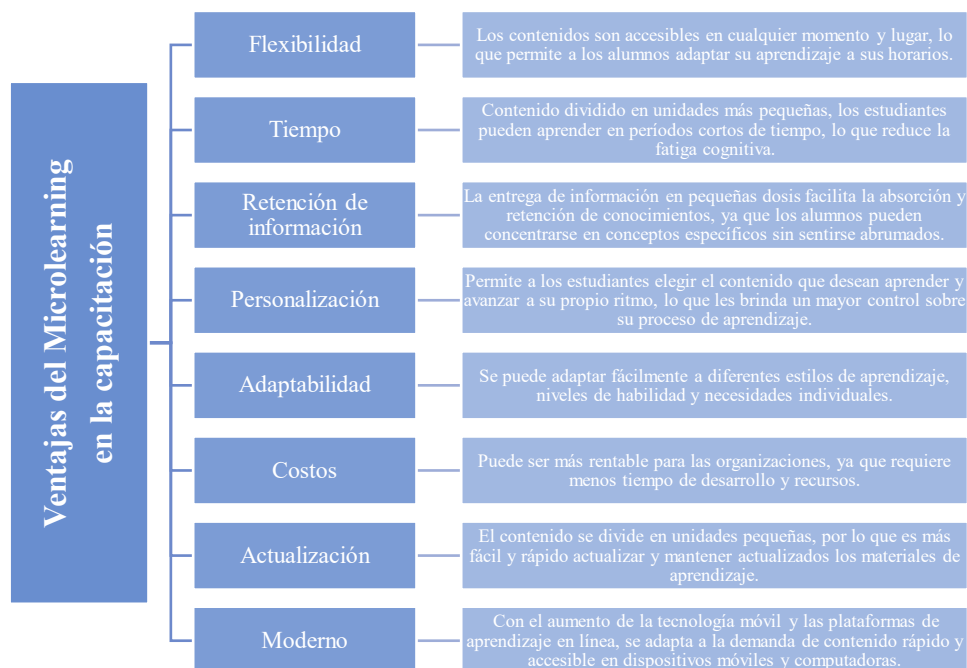 Ventajas del Microlearning
en la capacitación
Flexibilidad
Los contenidos son accesibles en cualquier momento y lugar, lo
que permite a los alumnos adaptar su aprendizaje a sus horarios.
Tiempo
Contenido dividido en unidades más pequeñas, los estudiantes
pueden aprender en períodos cortos de tiempo, lo que reduce la
fatiga cognitiva.
Retención de
información
La entrega de información en pequeñas dosis facilita la absorción y
retención de conocimientos, ya que los alumnos pueden
concentrarse en conceptos específicos sin sentirse abrumados.
Personalización
Permite a los estudiantes elegir el contenido que desean aprender y
avanzar a su propio ritmo, lo que les brinda un mayor control sobre
su proceso de aprendizaje.
Adaptabilidad
Se puede adaptar fácilmente a diferentes estilos de aprendizaje,
niveles de habilidad y necesidades individuales.
Costos
Puede ser más rentable para las organizaciones, ya que requiere
menos tiempo de desarrollo y recursos.
Actualización
El contenido se divide en unidades pequeñas, por lo que es más
fácil y rápido actualizar y mantener actualizados los materiales de
aprendizaje.
Moderno
Con el aumento de la tecnología móvil y las plataformas de
aprendizaje en línea, se adapta a la demanda de contenido rápido y
accesible en dispositivos móviles y computadoras.